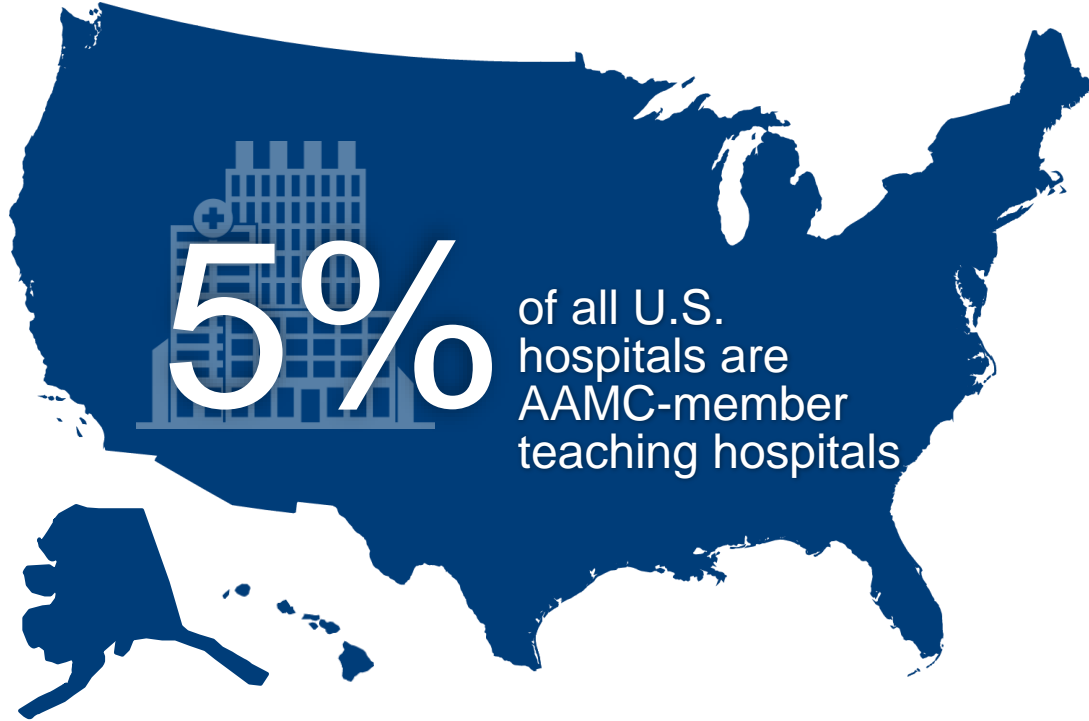 5%
of all U.S.
hospitals are
AAMC-member
teaching hospitals